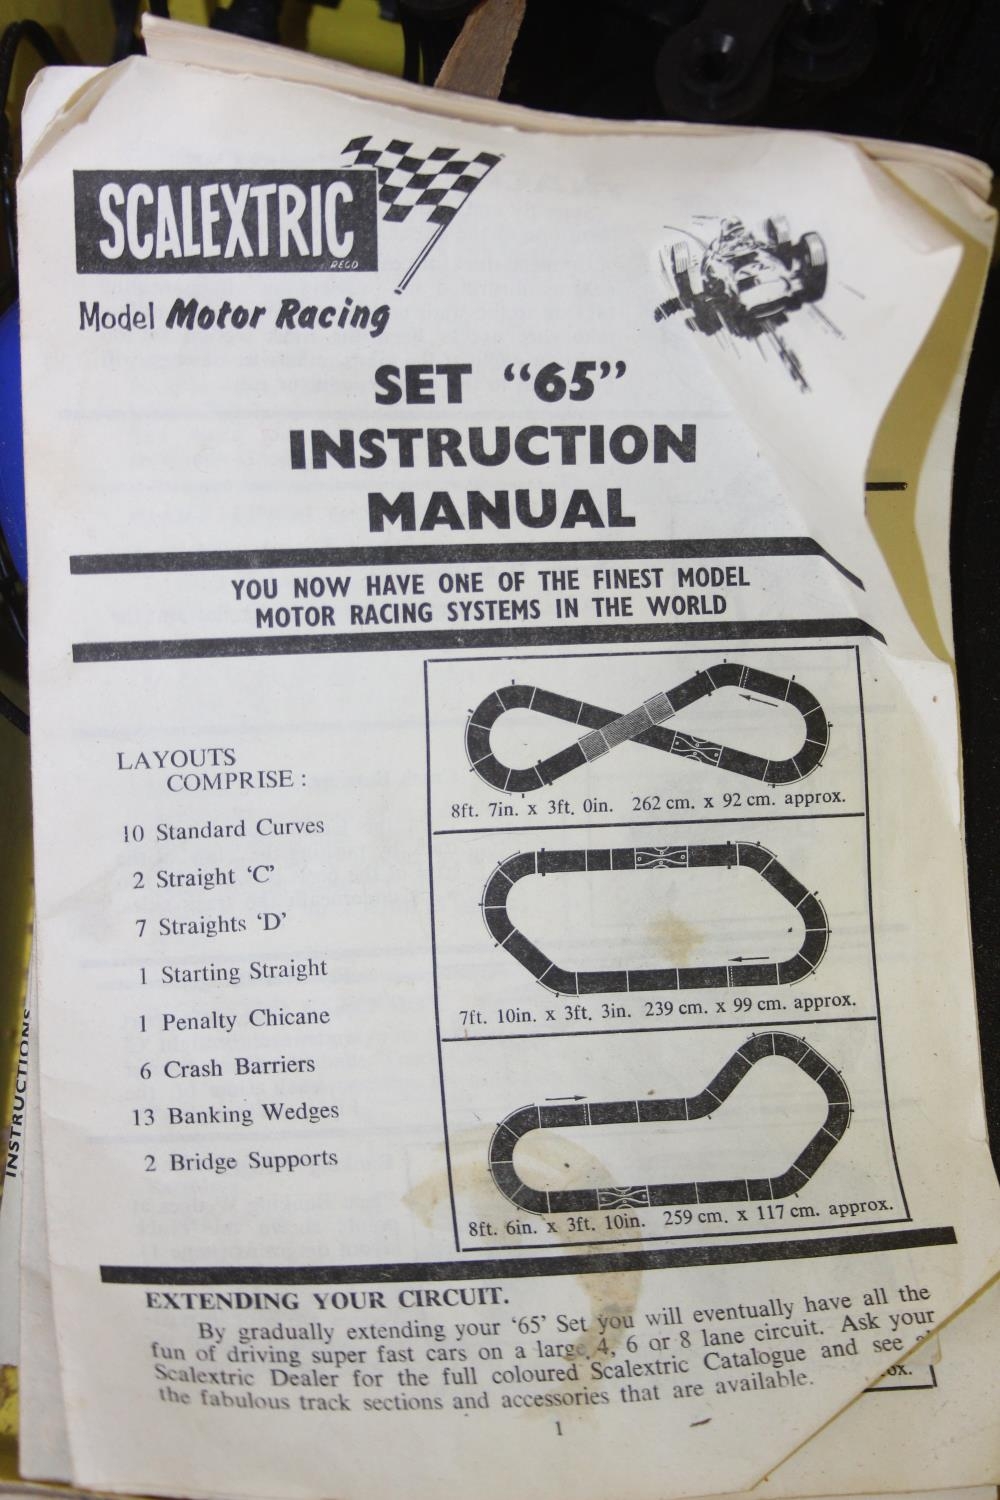 SCALEXTRIC
REGD
Model Motor Racing
SET “65”
INSTRUCTION
MANUAL
YOU NOW HAVE ONE OF THE FINEST MODEL
MOTOR RACING SYSTEMS IN THE WORLD
LAYOUTS
COMPRISE :
10 Standard Curves
2 Straight ‘C’
7 Straights ‘D’
1 Starting Straight
1 Penalty Chicane
6 Crash Barriers
13 Banking Wedges
2 Bridge Supports
8ft. 7in. x 3ft. 0in. 262 cm. x 92 cm. approx.
7ft. 10in. x 3ft. 3in. 239 cm. x 99 cm. approx.
8ft. 6in. x 3ft. 10in. 259 cm. x 117 cm. approx.
EXTENDING YOUR CIRCUIT.
By gradually extending your ‘65’ Set you will eventually have all the
fun of driving super fast cars on a large 4, 6 or 8 lane circuit. Ask your
Scalextric Dealer for the full coloured Scalextric Catalogue and see
the fabulous track sections and accessories that are available.
1
INSTRUCTIONS